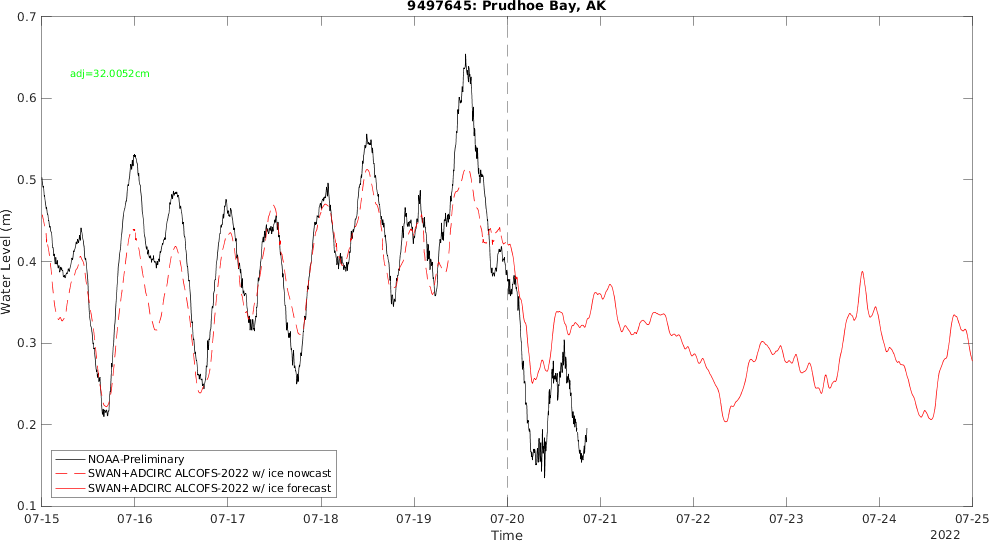 9497645: Prudhoe Bay, AK
0.7
0.6
0.5
0.4
0.3
0.2
0.1
Water Level (m)
adj=32.0052cm
NOAA-Preliminary
SWAN+ADCIRC ALCOFS-2022 w/ ice nowcast
SWAN+ADCIRC ALCOFS-2022 w/ ice forecast
07-15 07-16 07-17 07-18 07-19 07-20 07-21 07-22 07-23 07-24 07-25
Time
2022